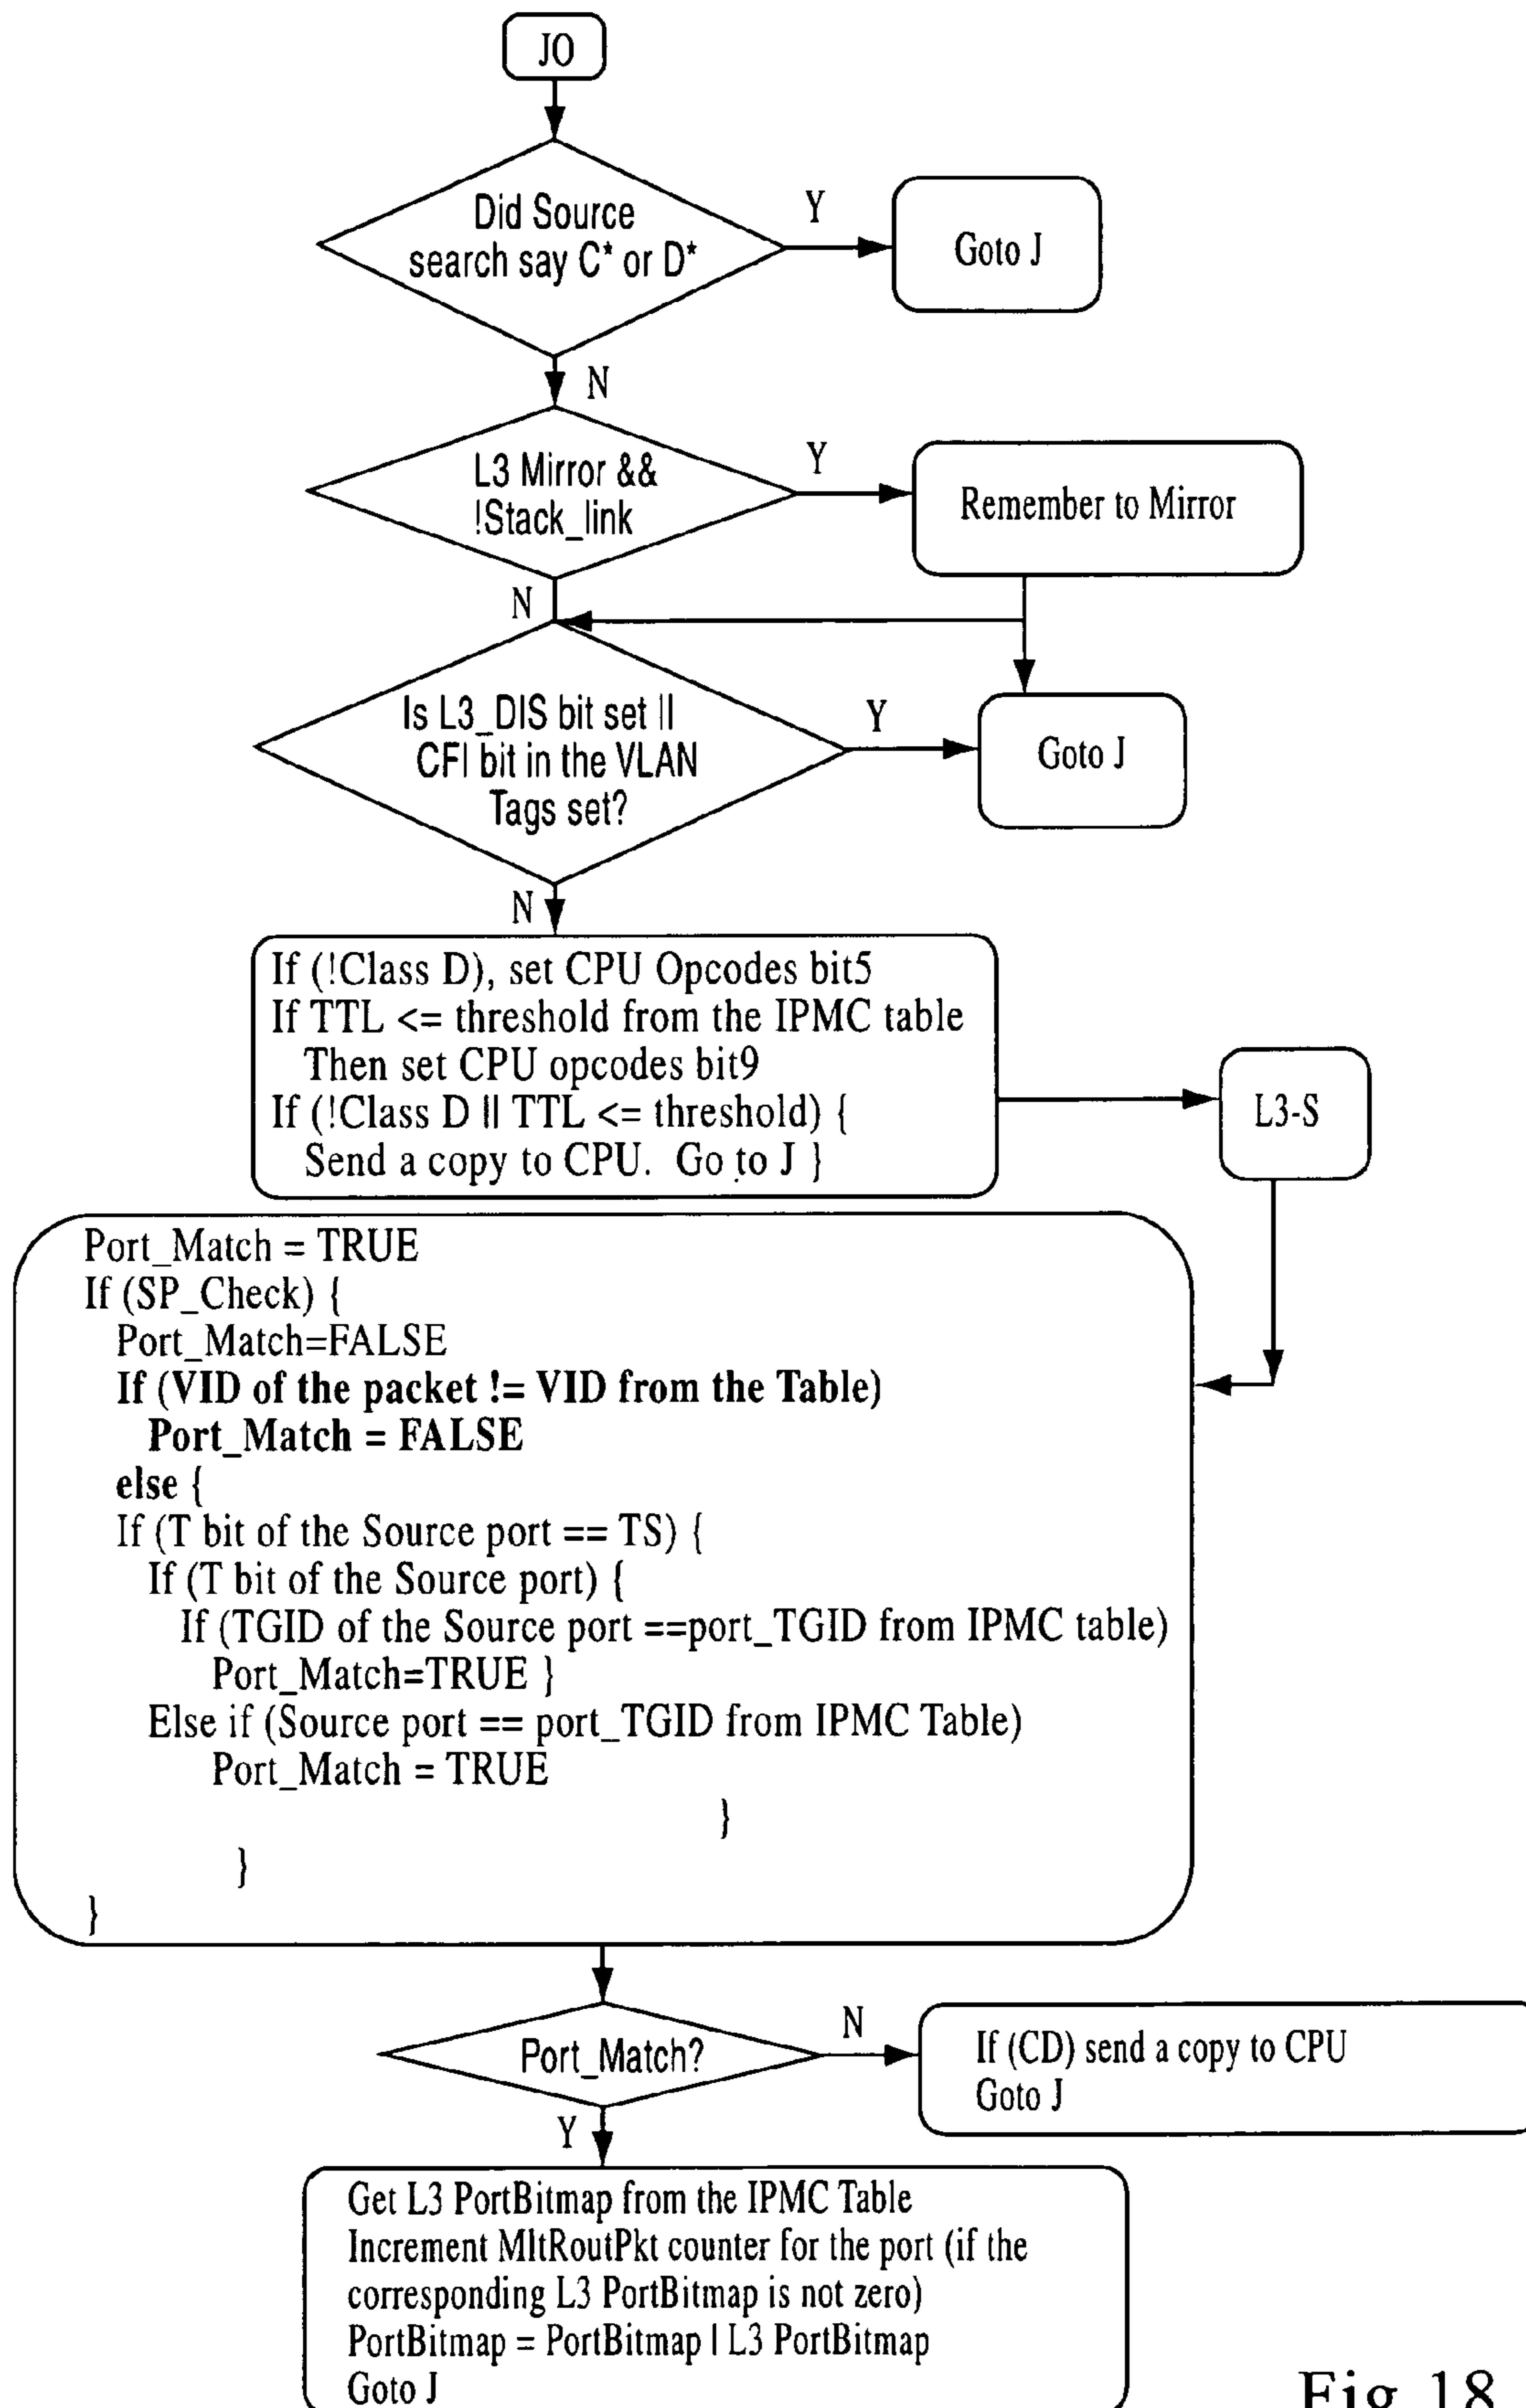 JO
Did Source
search say C* or D*
Y
Goto J
N
L3 Mirror &&
!Stack_link
Y
Remember to Mirror
N
Is L3_DIS bit set ||
CFI bit in the VLAN
Tags set?
Y
Goto J
N
If (!Class D), set CPU Opcodes bit5
If TTL <= threshold from the IPMC table
Then set CPU opcodes bit9
If (!Class D || TTL <= threshold) {
Send a copy to CPU. Go to J }
L3-S
Port_Match = TRUE
If (SP_Check) {
Port_Match=FALSE
If (VID of the packet != VID from the Table)
Port_Match = FALSE
else {
If (T bit of the Source port == TS) {
If (T bit of the Source port) {
If (TGID of the Source port ==port_TGID from IPMC table)
Port_Match=TRUE }
Else if (Source port == port_TGID from IPMC Table)
Port_Match = TRUE
}
}
}
Port_Match?
N
If (CD) send a copy to CPU
Goto J
Y
Get L3 PortBitmap from the IPMC Table
Increment MltRoutPkt counter for the port (if the
corresponding L3 PortBitmap is not zero)
PortBitmap = PortBitmap | L3 PortBitmap
Goto J
Fig 18